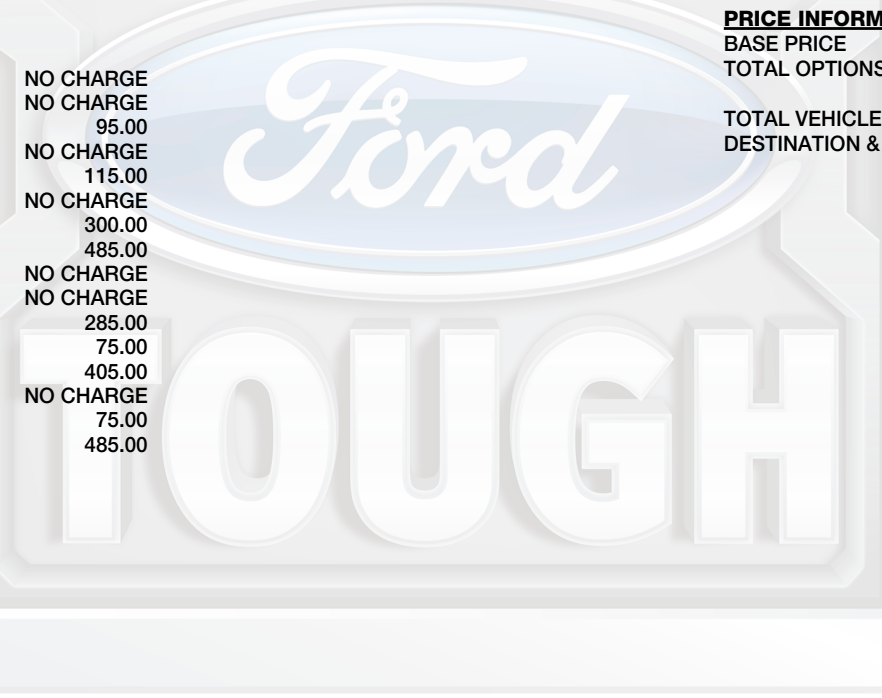 PRICE INFORM
BASE PRICE
TOTAL OPTIONS
TOTAL VEHICLE
DESTINATION &
NO CHARGE
NO CHARGE
95.00
NO CHARGE
115.00
NO CHARGE
300.00
485.00
NO CHARGE
NO CHARGE
285.00
75.00
405.00
NO CHARGE
75.00
485.00
Ford
TOUGH